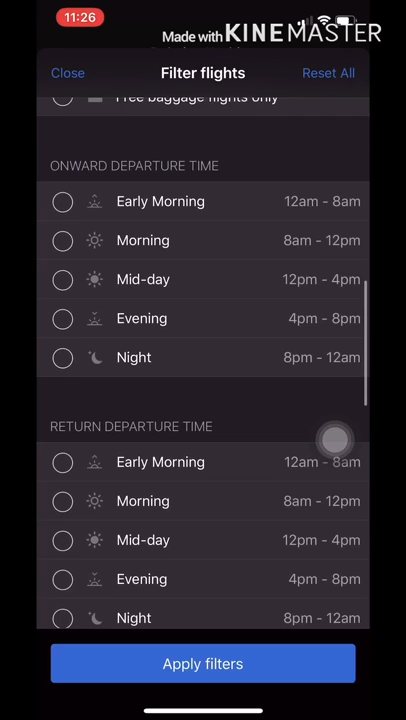 11:26
Made with KINEMASTER
Close Filter flights Reset All
Free baggage flights only
ONWARD DEPARTURE TIME
Early Morning 12am - 8am
Morning 8am - 12pm
Mid-day 12pm - 4pm
Evening 4pm - 8pm
Night 8pm - 12am
RETURN DEPARTURE TIME
Early Morning 12am - 8am
Morning 8am - 12pm
Mid-day 12pm - 4pm
Evening 4pm - 8pm
Night 8pm - 12am
Apply filters